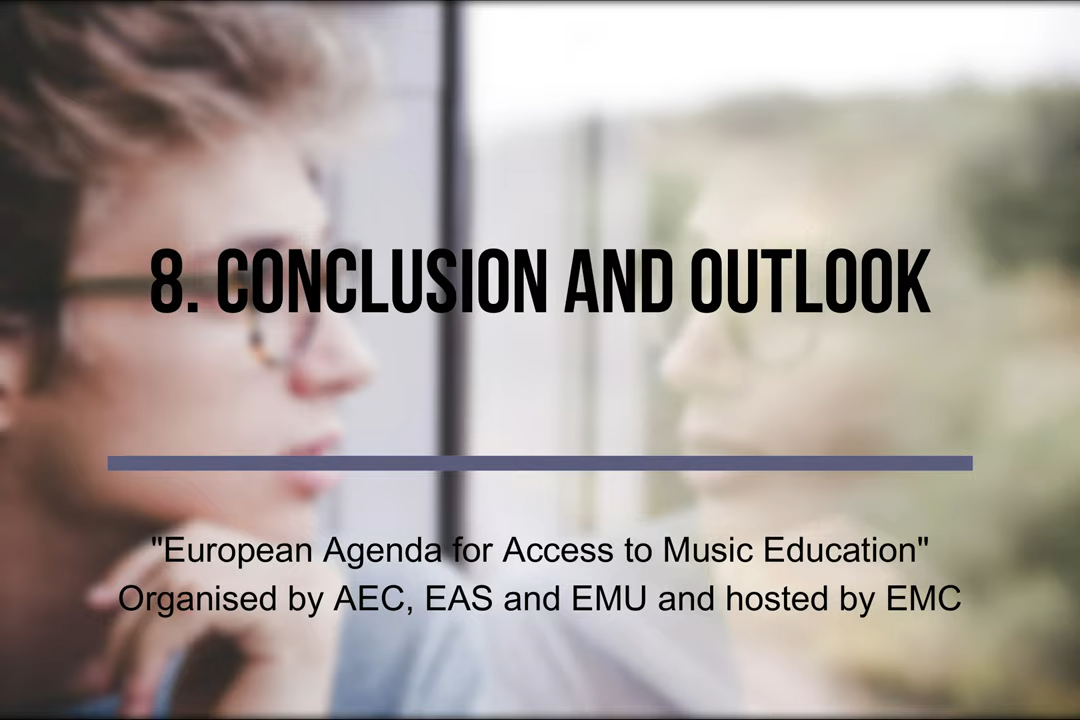 8. CONCLUSION AND OUTLOOK
"European Agenda for Access to Music Education"
Organised by AEC, EAS and EMU and hosted by EMC